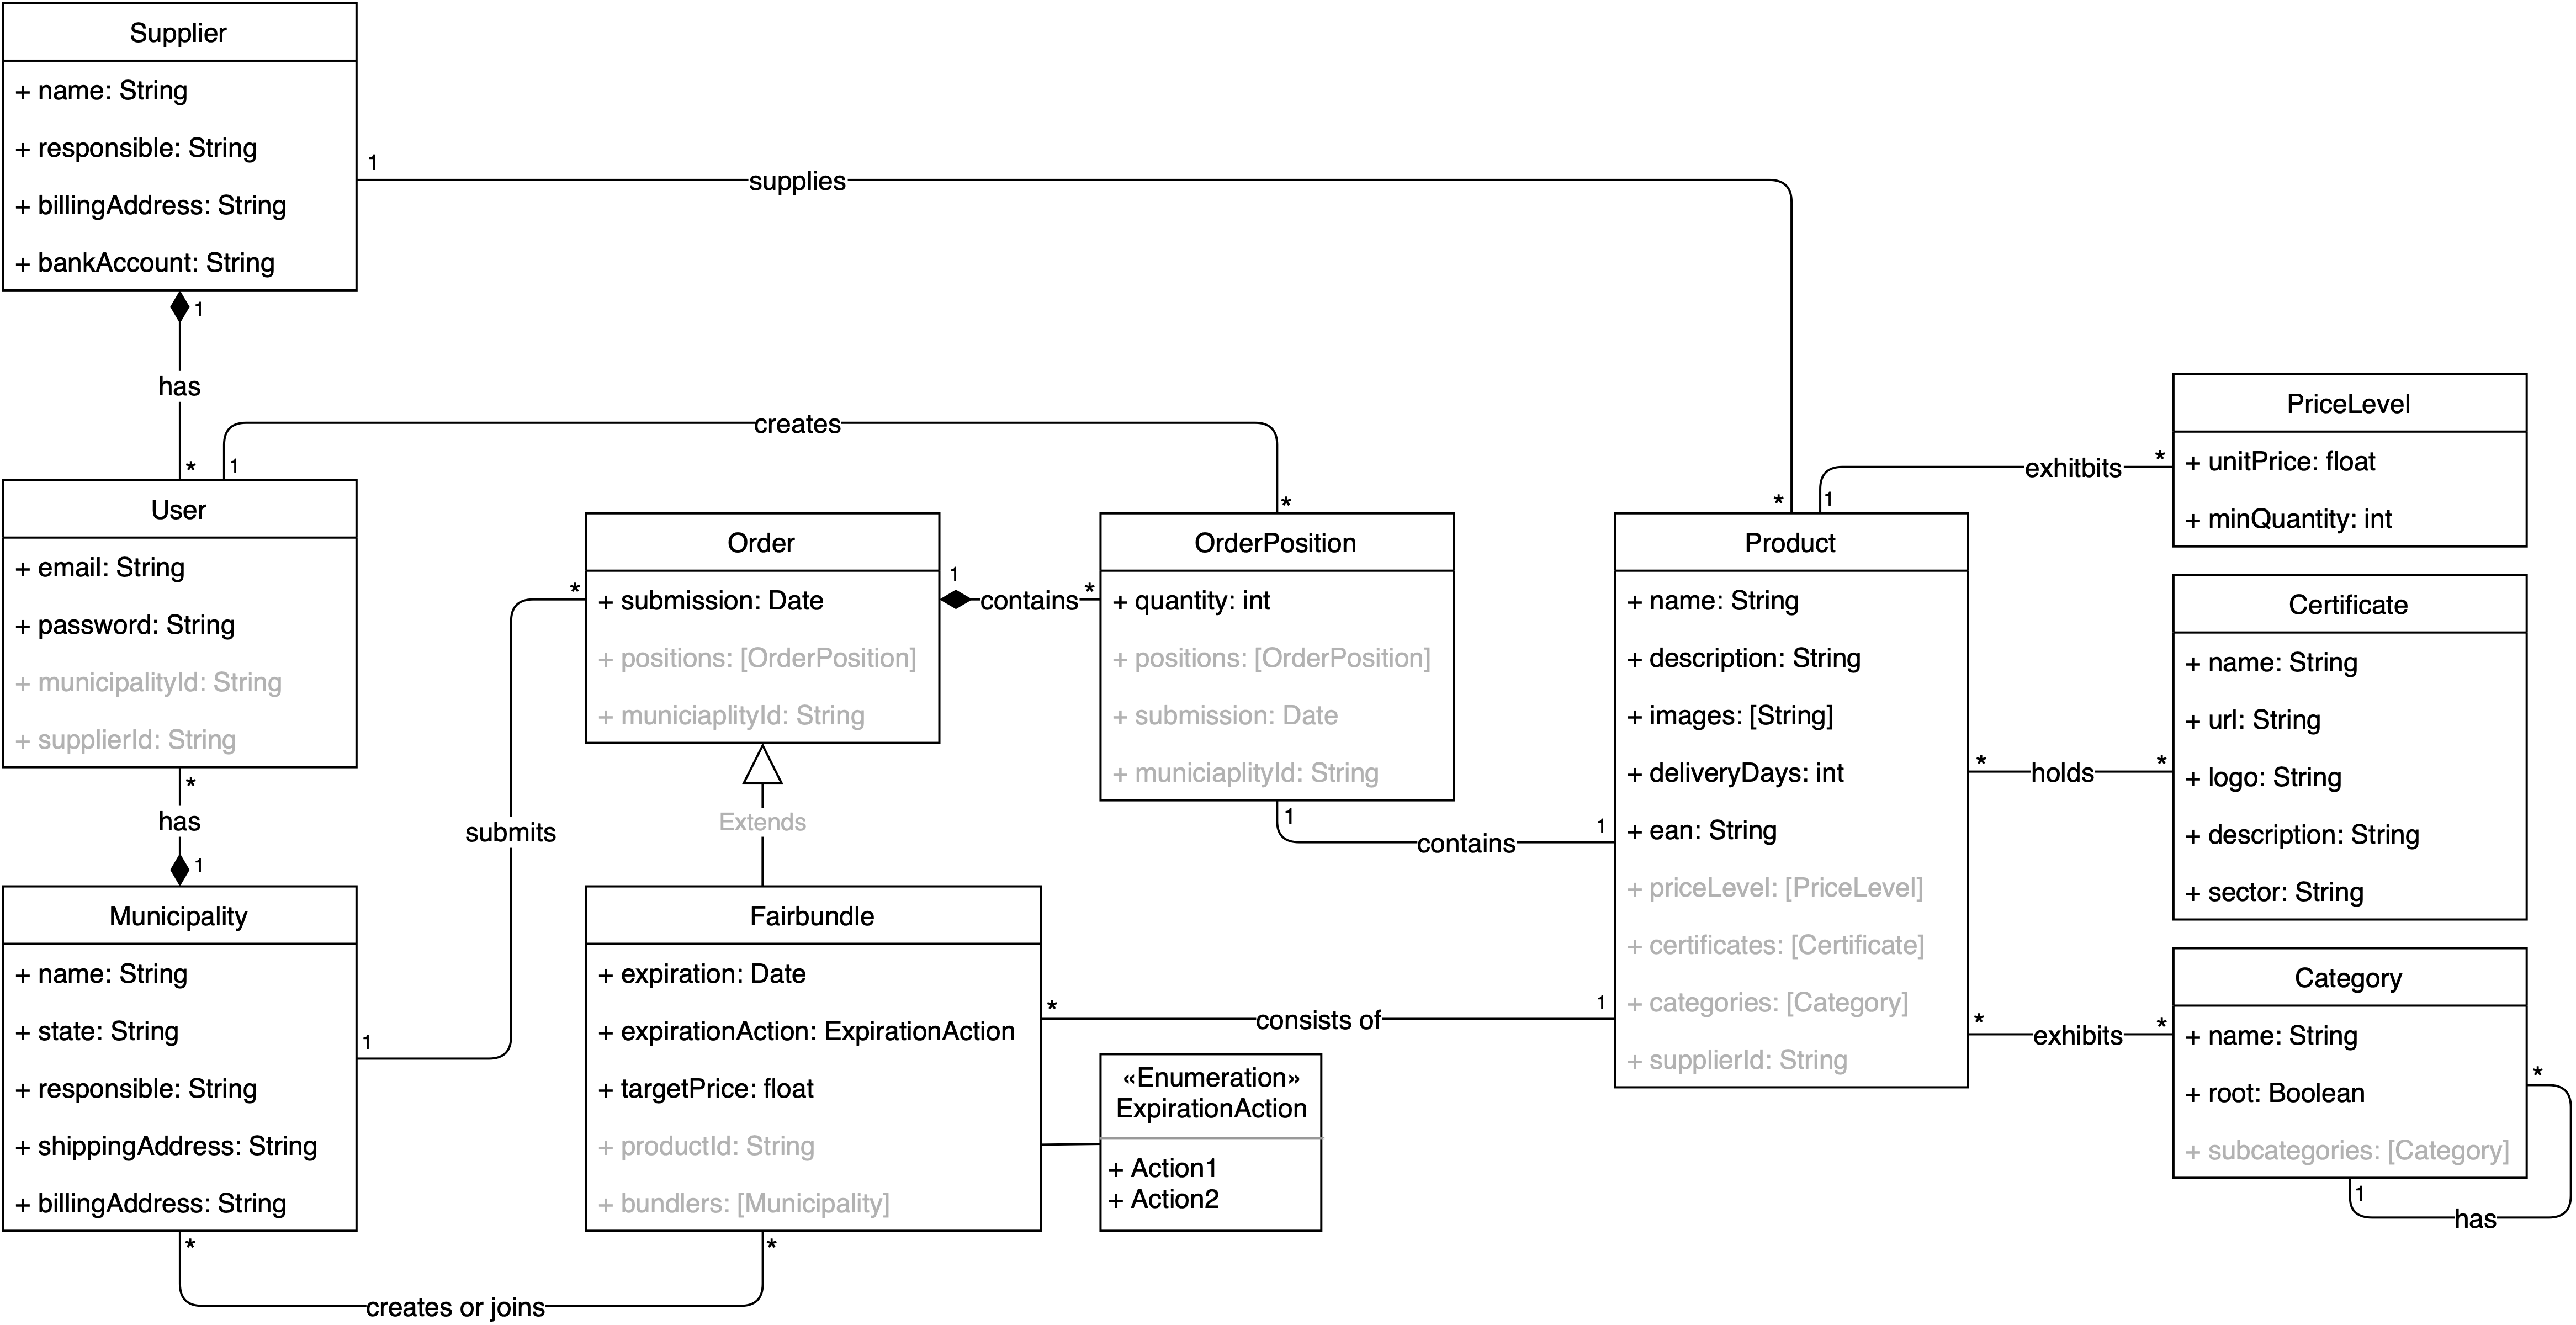 Supplier
+ name: String
+ responsible: String
+ billingAddress: String
+ bankAccount: String
1
supplies
*
1
has
*
creates
1
*
User
+ email: String
+ password: String
+ municipalityId: String
+ supplierId: String
*
has
1
Municipality
+ name: String
+ state: String
+ responsible: String
+ shippingAddress: String
+ billingAddress: String
1
submits
*
Order
+ submission: Date
+ positions: [OrderPosition]
+ municiaplityId: String
1
contains
*
OrderPosition
+ quantity: int
+ positions: [OrderPosition]
+ submission: Date
+ municiaplityId: String
1
contains
1
Extends
Fairbundle
+ expiration: Date
+ expirationAction: ExpirationAction
+ targetPrice: float
+ productId: String
+ bundlers: [Municipality]
*
consists of
1
«Enumeration»
ExpirationAction
+ Action1
+ Action2
*
creates or joins
*
Product
+ name: String
+ description: String
+ images: [String]
+ deliveryDays: int
+ ean: String
+ priceLevel: [PriceLevel]
+ certificates: [Certificate]
+ categories: [Category]
+ supplierId: String
1
exhitbits
*
PriceLevel
+ unitPrice: float
+ minQuantity: int
*
holds
*
Certificate
+ name: String
+ url: String
+ logo: String
+ description: String
+ sector: String
*
exhibits
*
Category
+ name: String
+ root: Boolean
+ subcategories: [Category]
*
1
has